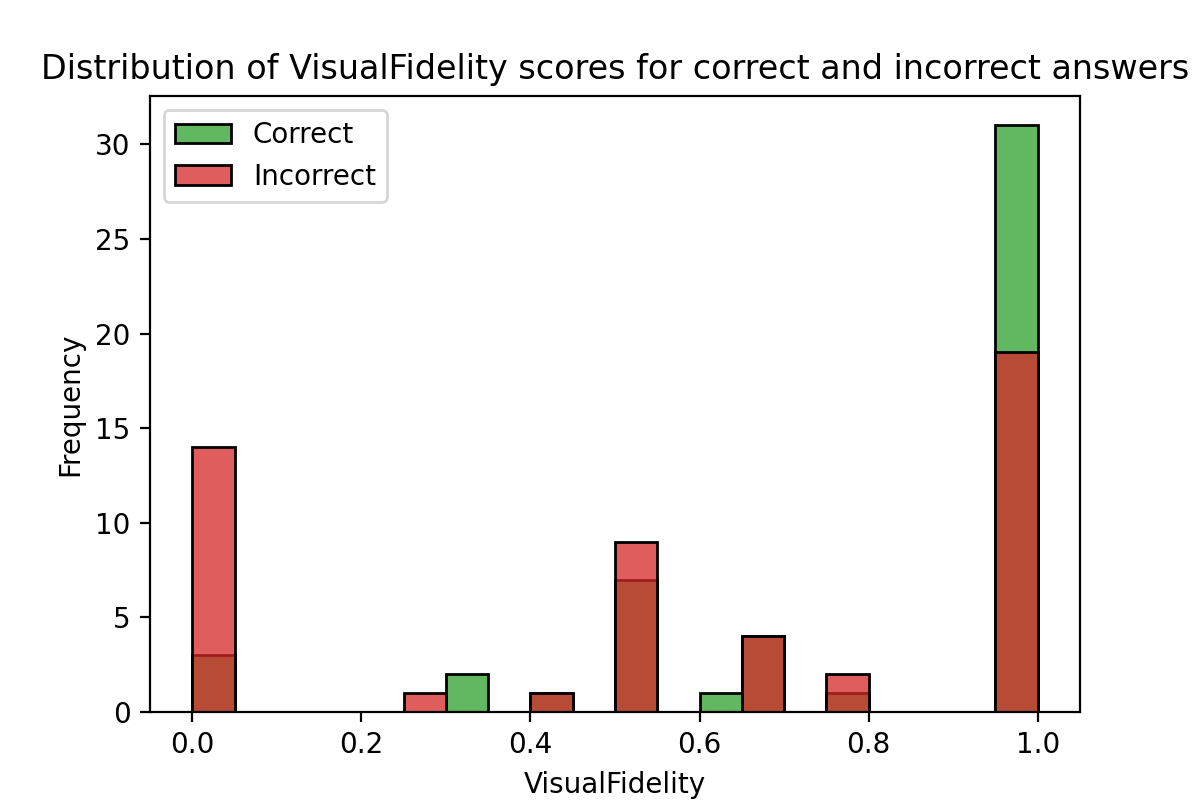 Distribution of VisualFidelity scores for correct and incorrect answers
Correct
Incorrect
Frequency
30
25
20
15
10
5
0
0.0 0.2 0.4 0.6 0.8 1.0
VisualFidelity